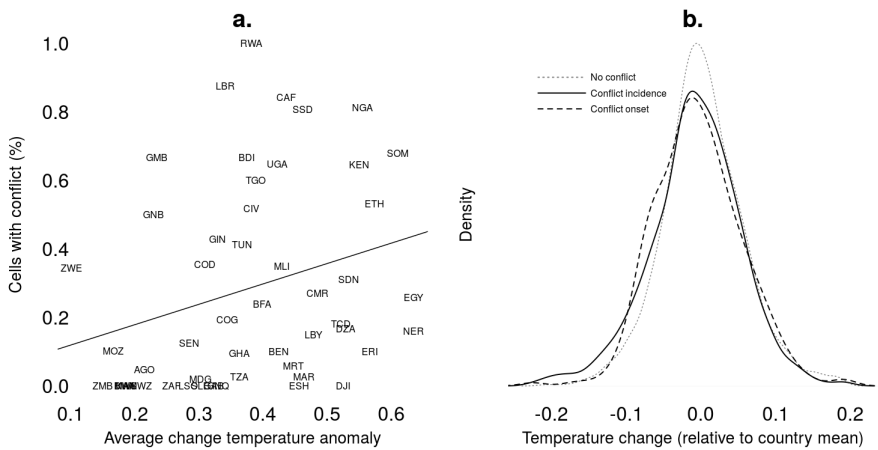 a.
1.0
0.8
0.6
0.4
0.2
0.0
Cells with conflict (%)
RWA
LBR
CAF
SSD
NGA
GMB
BDI
UGA
KEN
SOM
TGO
GNB
CIV
ETH
GIN
TUN
ZWE
COD
MLI
SDN
CMR
EGY
BFA
COG
TCD
DZA
LBY
NER
SEN
MOZ
GHA
BEN
ERI
AGO
MRT
MDG
TZA
MAR
ZMB
ZAF
ESH
DJI
0.1
0.2
0.3
0.4
0.5
0.6
Average change temperature anomaly
b.
No conflict
Conflict incidence
Conflict onset
Density
-0.2
-0.1
0.0
0.1
0.2
Temperature change (relative to country mean)